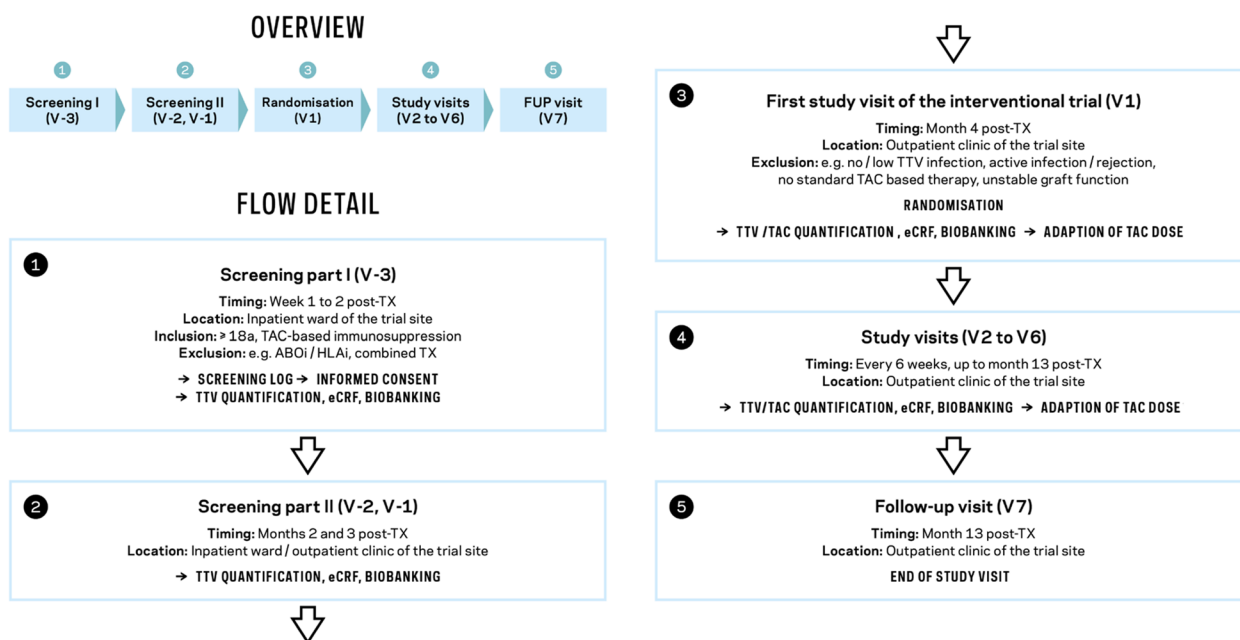 OVERVIEW
1
2
3
4
5
Screening I
(V-3)
Screening II
(V-2, V-1)
Randomisation
(V1)
Study visits
(V2 to V6)
FUP visit
(V7)
FLOW DETAIL
1
Screening part I (V-3)
Timing: Week 1 to 2 post-TX
Location: Inpatient ward of the trial site
Inclusion: ≥ 18a, TAC-based immunosuppression
Exclusion: e.g. ABOi / HLAi, combined TX
→ SCREENING LOG → INFORMED CONSENT
→ TTV QUANTIFICATION, eCRF, BIOBANKING
2
Screening part II (V-2, V-1)
Timing: Months 2 and 3 post-TX
Location: Inpatient ward / outpatient clinic of the trial site
→ TTV QUANTIFICATION, eCRF, BIOBANKING
3
First study visit of the interventional trial (V1)
Timing: Month 4 post-TX
Location: Outpatient clinic of the trial site
Exclusion: e.g. no / low TTV infection, active infection / rejection,
no standard TAC based therapy, unstable graft function
RANDOMISATION
→ TTV /TAC QUANTIFICATION , eCRF, BIOBANKING → ADAPTION OF TAC DOSE
4
Study visits (V2 to V6)
Timing: Every 6 weeks, up to month 13 post-TX
Location: Outpatient clinic of the trial site
→ TTV/TAC QUANTIFICATION, eCRF, BIOBANKING → ADAPTION OF TAC DOSE
5
Follow-up visit (V7)
Timing: Month 13 post-TX
Location: Outpatient clinic of the trial site
END OF STUDY VISIT